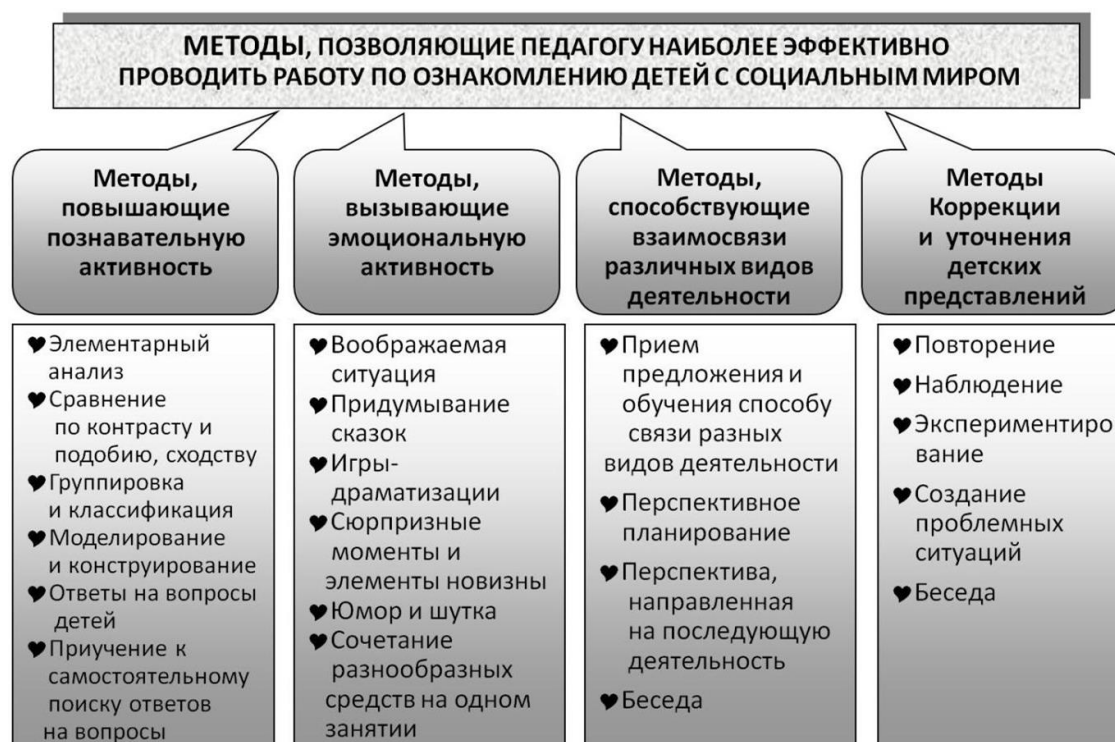 МЕТОДЫ, ПОЗВОЛЯЮЩИЕ ПЕДАГОГУ НАИБОЛЕЕ ЭФФЕКТИВНО
ПРОВОДИТЬ РАБОТУ ПО ОЗНАКОМЛЕНИЮ ДЕТЕЙ С СОЦИАЛЬНЫМ МИРОМ
Методы,
повышающие
познавательную
активность
♥Элементарный
анализ
♥Сравнение
по контрасту и
подобию, сходству
♥Группировка
и классификация
♥Моделирование
и конструирование
♥Ответы на вопросы
детей
♥Приучение к
самостоятельному
поиску ответов
на вопросы
Методы,
вызывающие
эмоциональную
активность
♥Воображаемая
ситуация
♥Придумывание
сказок
♥Игры-
драматизации
♥Сюрпризные
моменты и
элементы новизны
♥Юмор и шутка
♥Сочетание
разнообразных
средств на одном
занятии
Методы,
способствующие
взаимосвязи
различных видов
деятельности
♥Прием
предложения и
обучения способу
связи разных
видов деятельности
♥Перспективное
планирование
♥Перспектива,
направленная
на последующую
деятельность
♥Беседа
Методы
Коррекции
и уточнения
детских
представлений
♥Повторение
♥Наблюдение
♥Экспериментиро
вание
♥Создание
проблемных
ситуаций
♥Беседа